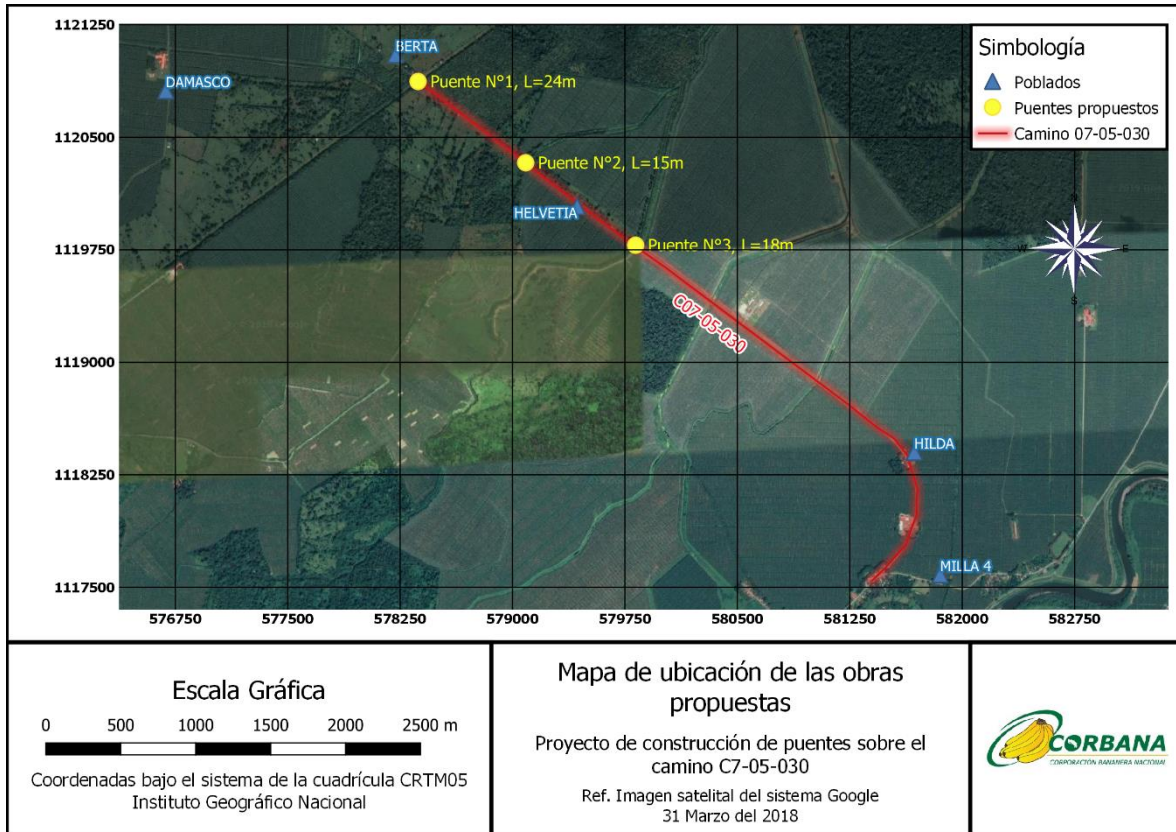 1121250
1120500
1119750
1119000
1118250
1117500
BERTA
DAMASCO
Puente N°1, L=24m
Puente N°2, L=15m
HELVETIA
Puente N°3, L=18m
C07-05-030
HILDA
MILLA 4
Simbología
Poblados
Puentes propuestos
Camino 07-05-030
W
E
S
576750 577500 578250 579000 579750 580500 581250 582000 582750
Escala Gráfica
0 500 1000 1500 2000 2500 m
Coordenadas bajo el sistema de la cuadrícula CRTM05
Instituto Geográfico Nacional
Mapa de ubicación de las obras
propuestas
Proyecto de construcción de puentes sobre el
camino C7-05-030
Ref. Imagen satelital del sistema Google
31 Marzo del 2018
CORBANA
CORPORACIÓN BANANERA NACIONAL